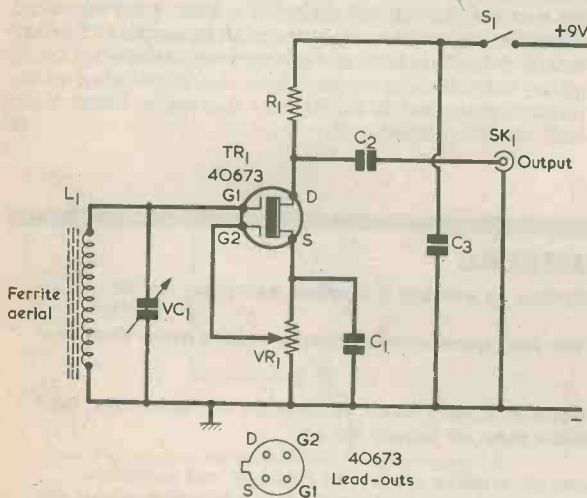 S1
+9V
R1
C2
SK1
Output
TR1
40673
G1
D
G2
S
L1
Ferrite
aerial
VC1
C3
VR1
C1
D
G2
S
G1
40673
Lead-outs